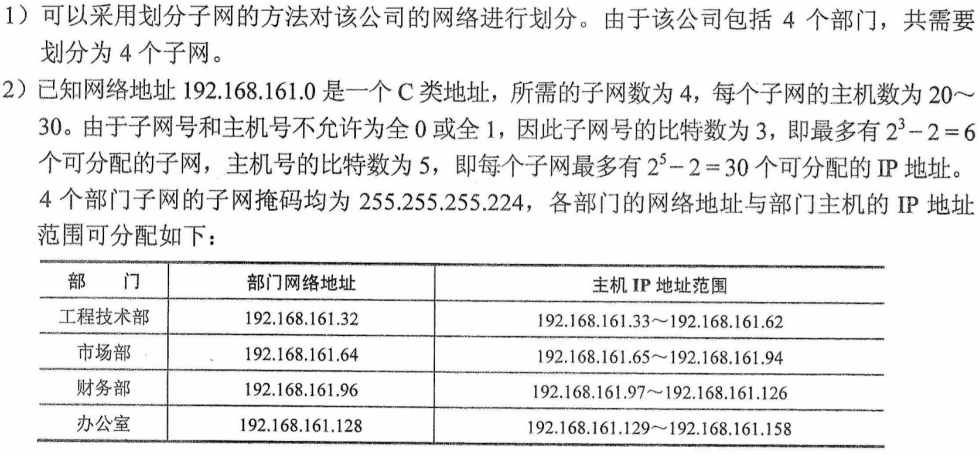 1）可以采用划分子网的方法对该公司的网络进行划分。由于该公司包括 4 个部门，共需要
划分为 4 个子网。
2）已知网络地址 192.168.161.0 是一个 C 类地址，所需的子网数为 4，每个子网的主机数为 20～
30。由于子网号和主机号不允许为全 0 或全 1，因此子网号的比特数为 3，即最多有 2³－2＝6
个可分配的子网，主机号的比特数为 5，即每个子网最多有 2⁵－2＝30 个可分配的 IP 地址。
4 个部门子网的子网掩码均为 255.255.255.224，各部门的网络地址与部门主机的 IP 地址
范围可分配如下：
部 门 部门网络地址 主机 IP 地址范围
工程技术部 192.168.161.32 192.168.161.33～192.168.161.62
市场部 192.168.161.64 192.168.161.65～192.168.161.94
财务部 192.168.161.96 192.168.161.97～192.168.161.126
办公室 192.168.161.128 192.168.161.129～192.168.161.158